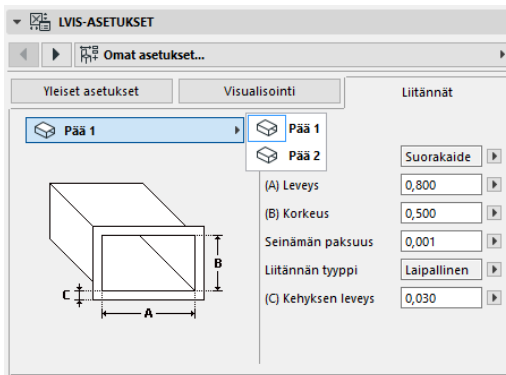 LVIS-ASETUKSET
Omat asetukset...
Yleiset asetukset
Visualisointi
Liitännät
Pää 1
Pää 1
Pää 2
Suorakaide
(A) Leveys 0,800
(B) Korkeus 0,500
Seinämän paksuus 0,001
Liitännän tyyppi Laipallinen
(C) Kehyksen leveys 0,030
B
C
A